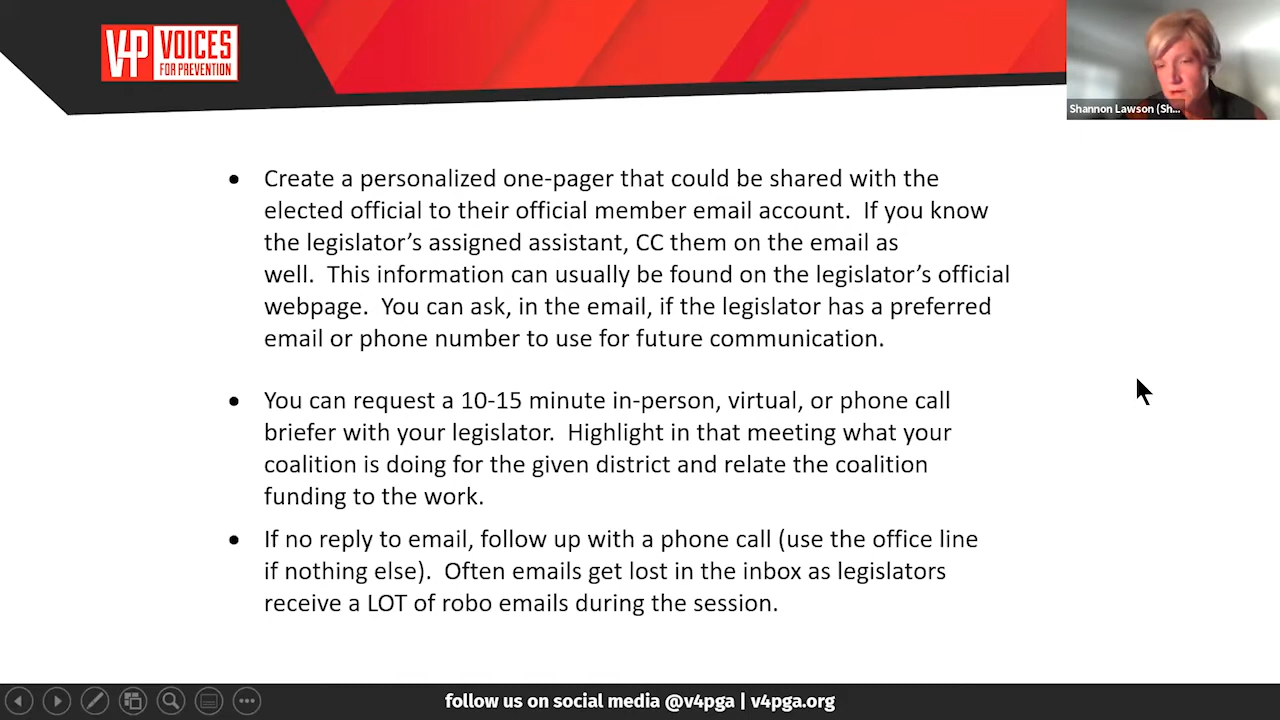 V4P VOICES
FOR PREVENTION
Shannon Lawson (Sh...
• Create a personalized one-pager that could be shared with the
elected official to their official member email account.  If you know
the legislator’s assigned assistant, CC them on the email as
well.  This information can usually be found on the legislator’s official
webpage.  You can ask, in the email, if the legislator has a preferred
email or phone number to use for future communication.
• You can request a 10-15 minute in-person, virtual, or phone call
briefer with your legislator.  Highlight in that meeting what your
coalition is doing for the given district and relate the coalition
funding to the work.
• If no reply to email, follow up with a phone call (use the office line
if nothing else).  Often emails get lost in the inbox as legislators
receive a LOT of robo emails during the session.
follow us on social media @v4pga | v4pga.org